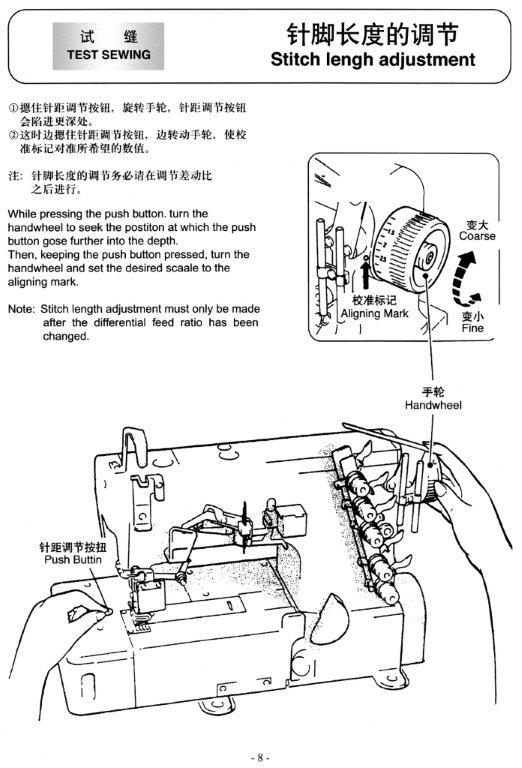 试 缝
TEST SEWING
针脚长度的调节
Stitch lengh adjustment
①摁住针距调节按钮，旋转手轮，针距调节按钮
会陷进更深处。
②这时边摁住针距调节按钮，边转动手轮，使校
准标记对准所希望的数值。
注：针脚长度的调节务必请在调节差动比
之后进行。
While pressing the push button. turn the
handwheel to seek the postiton at which the push
button gose further into the depth.
Then, keeping the push button pressed, turn the
handwheel and set the desired scaale to the
aligning mark.
Note: Stitch length adjustment must only be made
after the differential feed ratio has been
changed.
变大
Coarse
校准标记
Aligning Mark
变小
Fine
手轮
Handwheel
针距调节按扭
Push Buttin
- 8 -